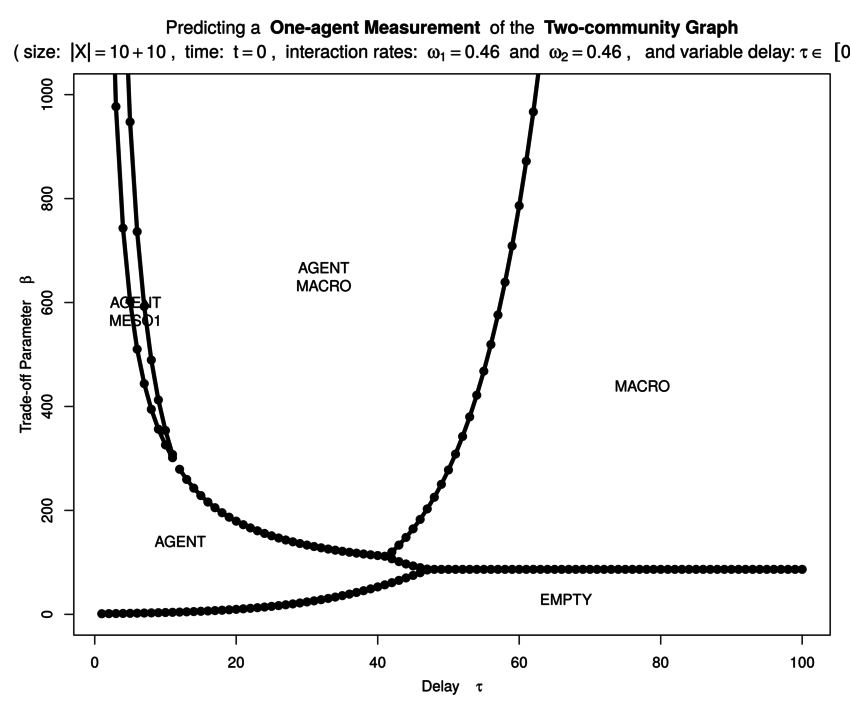 Predicting a One-agent Measurement of the Two-community Graph
( size: |X| = 10 + 10 , time: t = 0 , interaction rates: ω1 = 0.46 and ω2 = 0.46 , and variable delay: τ ∈ [0
1000
800
600
400
200
0
Trade-off Parameter β
AGENT
MACRO
AGENT
MESO1
MACRO
AGENT
EMPTY
0 20 40 60 80 100
Delay τ